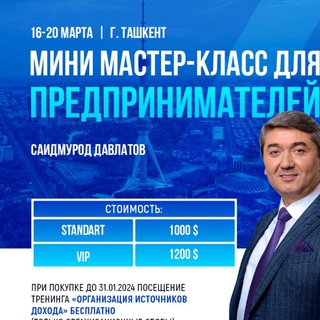 16-20 МАРТА | Г. ТАШКЕНТ
МИНИ МАСТЕР-КЛАСС ДЛЯ
ПРЕДПРИНИМАТЕЛЕЙ
САИДМУРОД ДАВЛАТОВ
СТОИМОСТЬ:
STANDART 1000 $
VIP 1200 $
ПРИ ПОКУПКЕ ДО 31.01.2024 ПОСЕЩЕНИЕ
ТРЕНИНГА «ОРГАНИЗАЦИЯ ИСТОЧНИКОВ
ДОХОДА» БЕСПЛАТНО